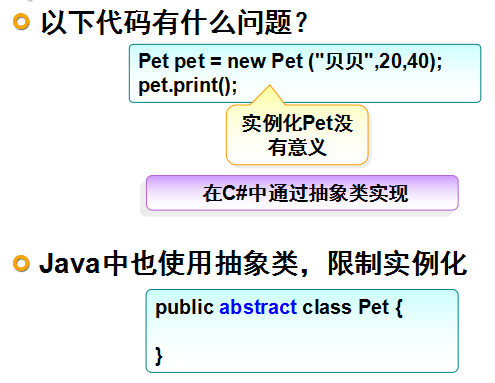 以下代码有什么问题？
Pet pet = new Pet ("贝贝",20,40);
pet.print();
实例化Pet没
有意义
在C#中通过抽象类实现
Java中也使用抽象类，限制实例化
public abstract class Pet {
}